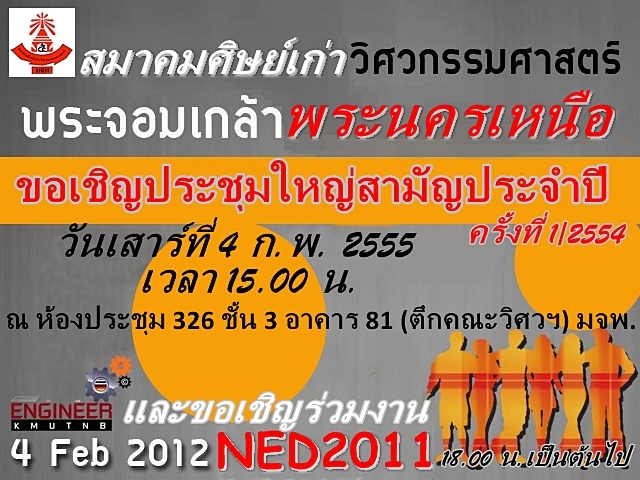 สมาคมศิษย์เก่าวิศวกรรมศาสตร์
พระจอมเกล้าพระนครเหนือ
ขอเชิญประชุมใหญ่สามัญประจำปี
ครั้งที่ 1/2554
วันเสาร์ที่ 4 ก.พ. 2555
เวลา 15.00 น.
ณ ห้องประชุม 326 ชั้น 3 อาคาร 81 (ตึกคณะวิศวฯ) มจพ.
ENGINEER
KMUTNB
และขอเชิญร่วมงาน
4 Feb 2012 NED2011 18.00 น.เป็นต้นไป